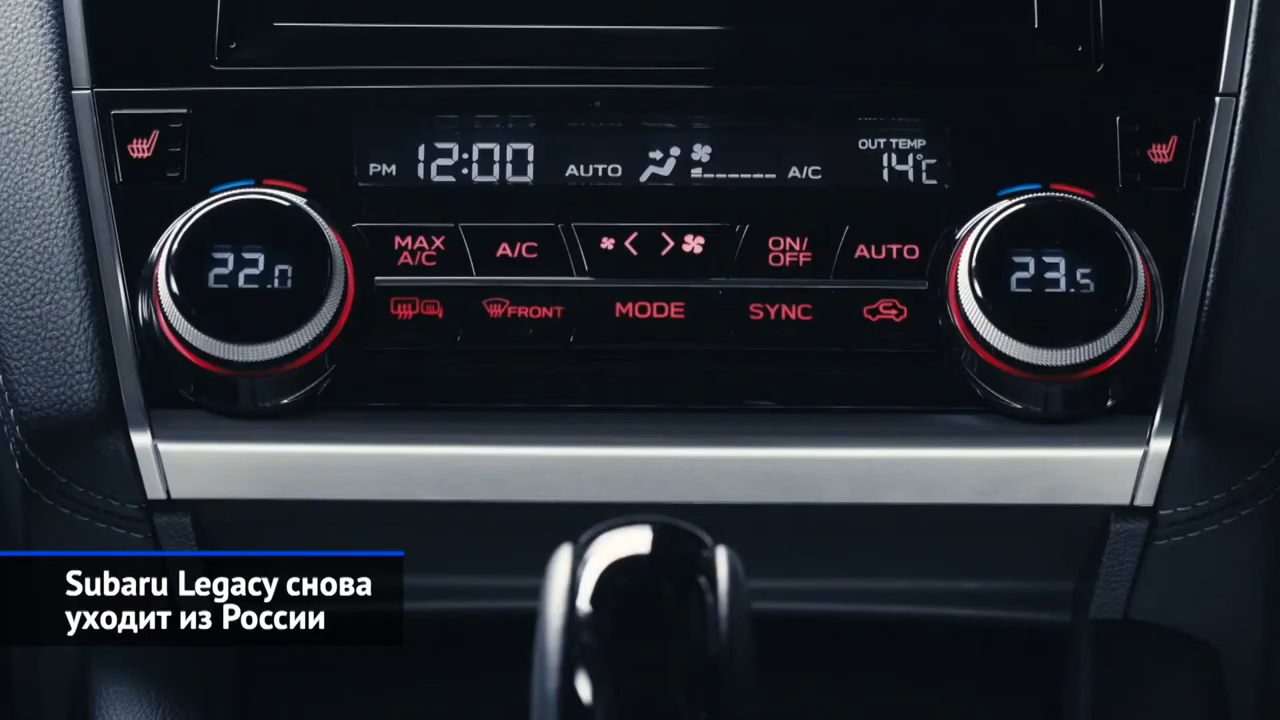 PM 12:00 AUTO A/C OUT TEMP 14°C
22.0
MAX A/C
A/C
ON/OFF
AUTO
23.5
FRONT
MODE
SYNC
Subaru Legacy снова
уходит из России